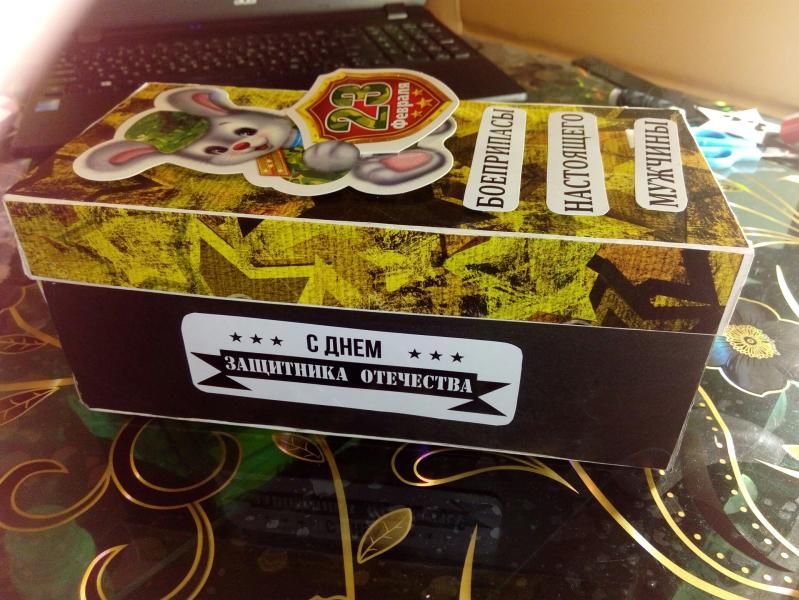 23
Февраля
БОЕПРИПАСЫ
НАСТОЯЩЕГО
МУЖЧИНЫ
С ДНЕМ
ЗАЩИТНИКА ОТЕЧЕСТВА